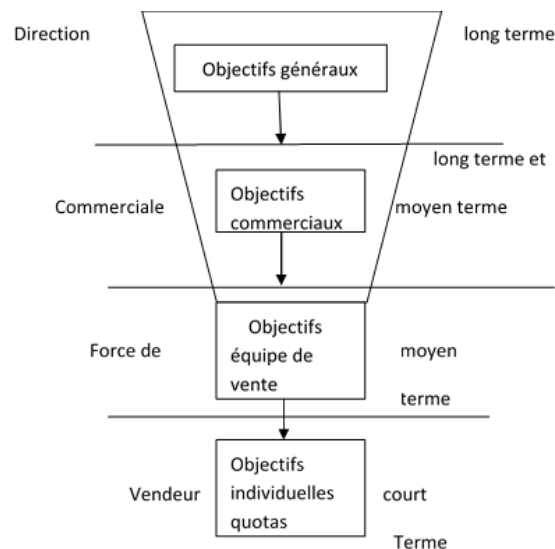 Direction
long terme
Objectifs généraux
long terme et
Commerciale
Objectifs
commerciaux
moyen terme
Force de
Objectifs
équipe de
vente
moyen
terme
Vendeur
Objectifs
individuelles
quotas
court
Terme